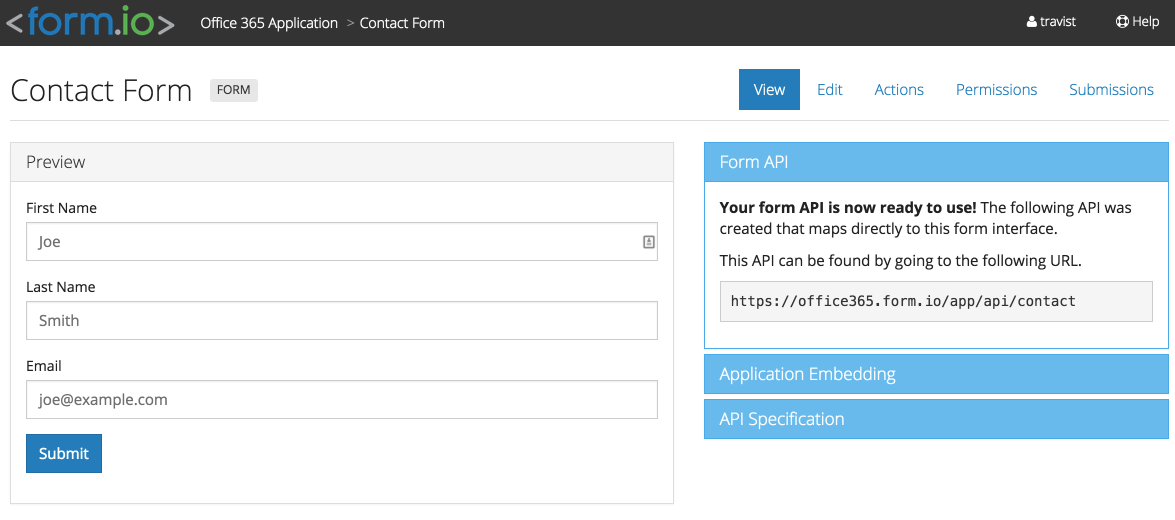 <form.io>
Office 365 Application > Contact Form
travist
Help
Contact Form
FORM
View
Edit
Actions
Permissions
Submissions
Preview
First Name
Joe
Last Name
Smith
Email
joe@example.com
Submit
Form API
Your form API is now ready to use! The following API was
created that maps directly to this form interface.
This API can be found by going to the following URL.
https://office365.form.io/app/api/contact
Application Embedding
API Specification